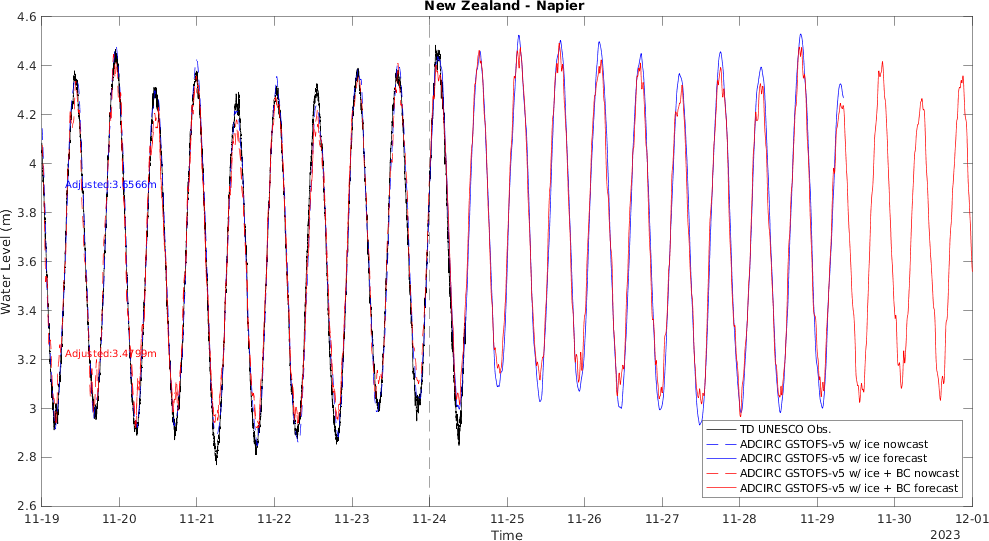 New Zealand - Napier
4.6
4.4
4.2
4
3.8
3.6
3.4
3.2
3
2.8
2.6
Water Level (m)
Adjusted:3.6566m
Adjusted:3.4799m
TD UNESCO Obs.
ADCIRC GSTOFS-v5 w/ ice nowcast
ADCIRC GSTOFS-v5 w/ ice forecast
ADCIRC GSTOFS-v5 w/ ice + BC nowcast
ADCIRC GSTOFS-v5 w/ ice + BC forecast
11-19 11-20 11-21 11-22 11-23 11-24 11-25 11-26 11-27 11-28 11-29 11-30 12-01
Time
2023